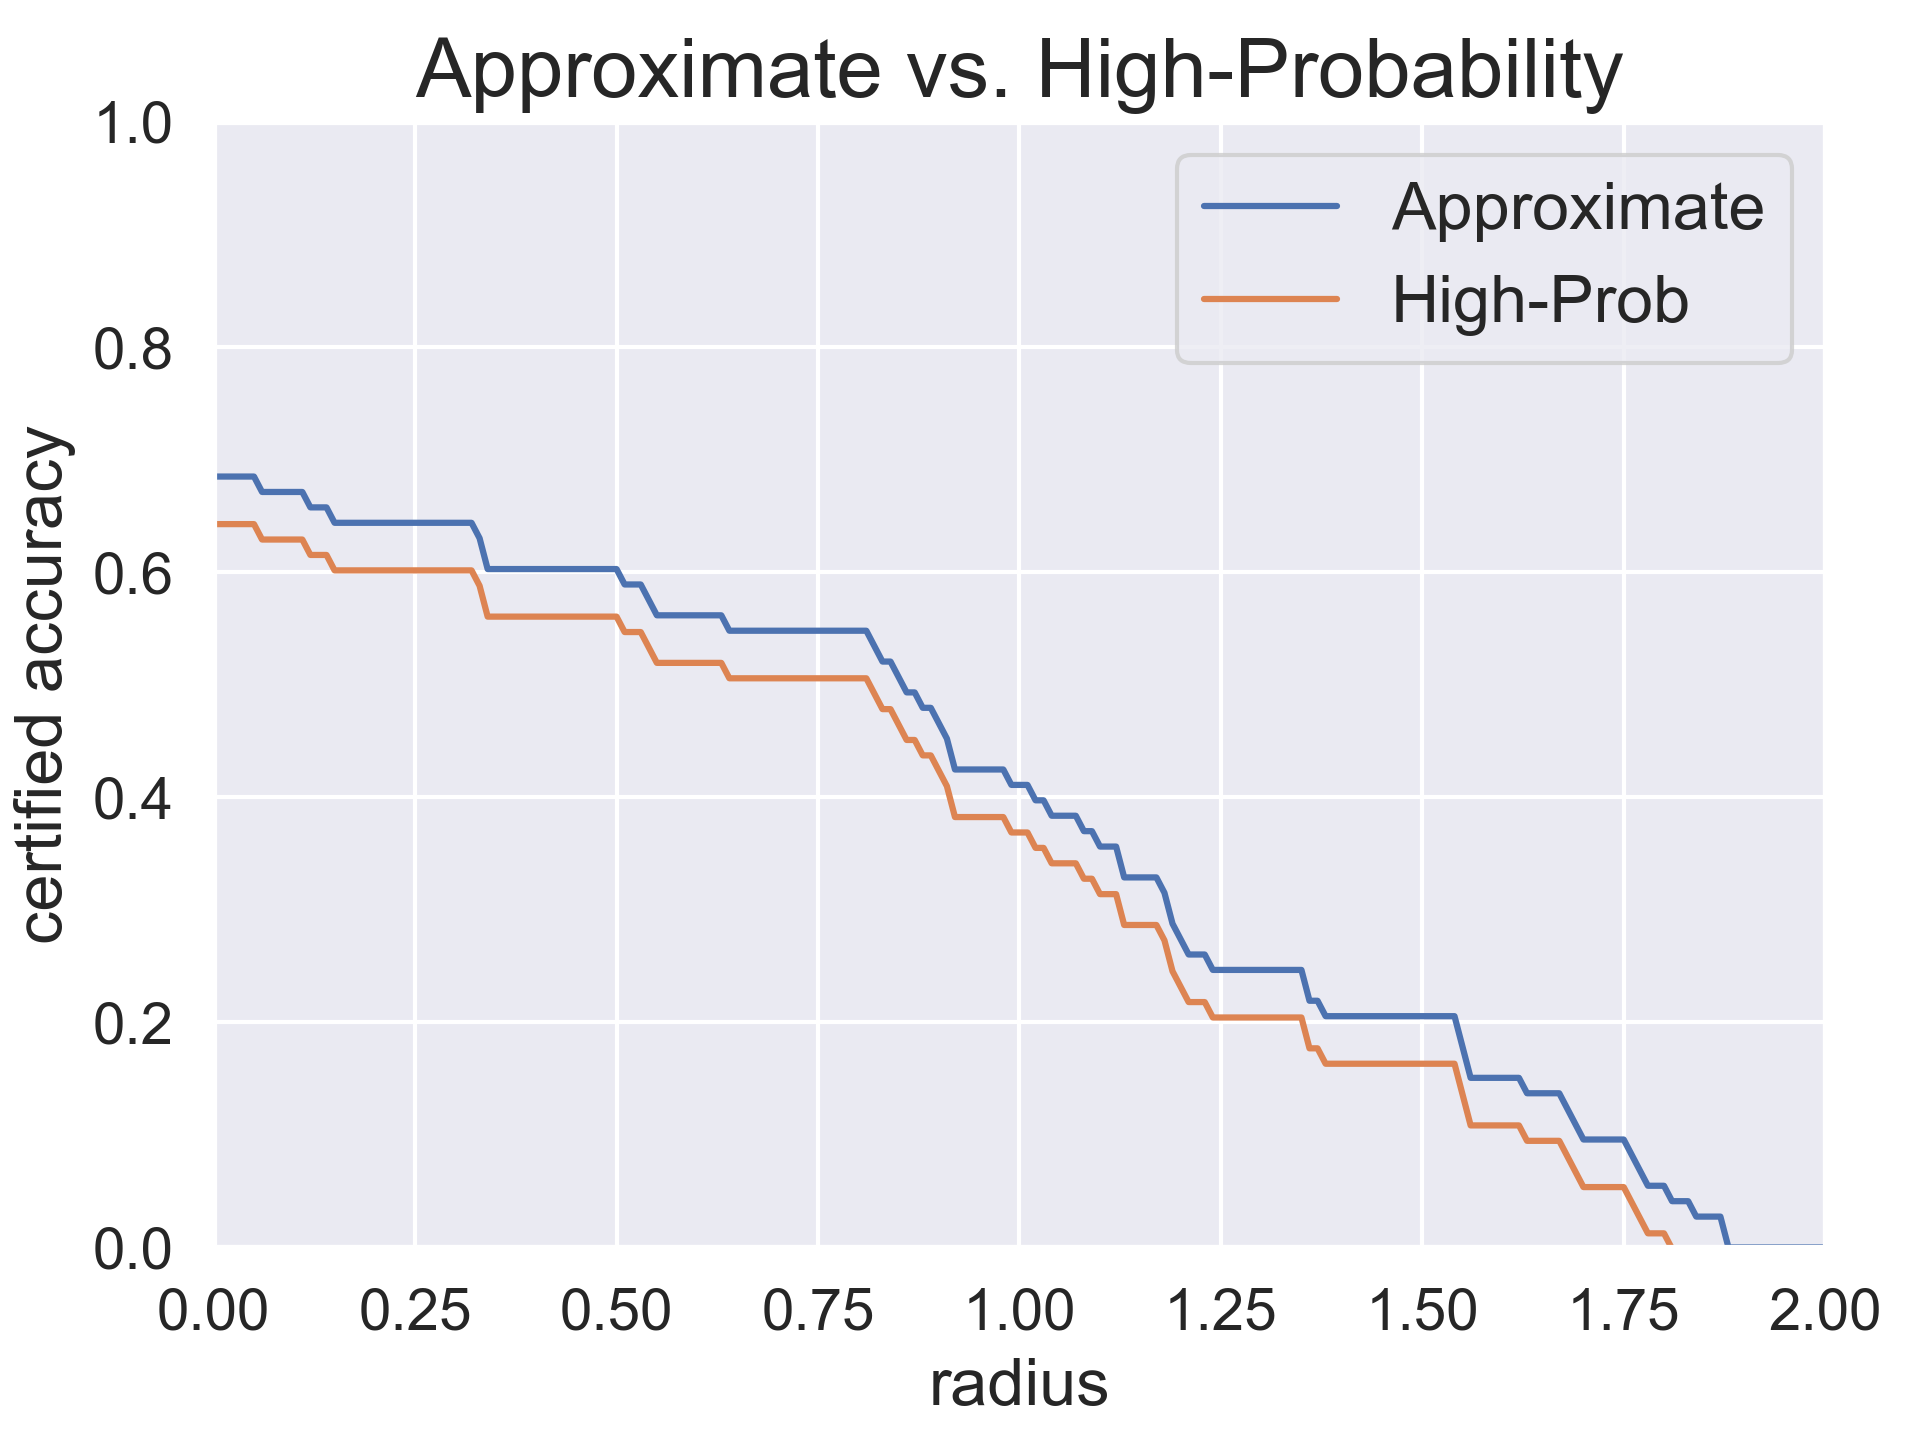 Approximate vs. High-Probability
1.0
0.8
0.6
0.4
0.2
0.0
certified accuracy
Approximate
High-Prob
0.00 0.25 0.50 0.75 1.00 1.25 1.50 1.75 2.00
radius